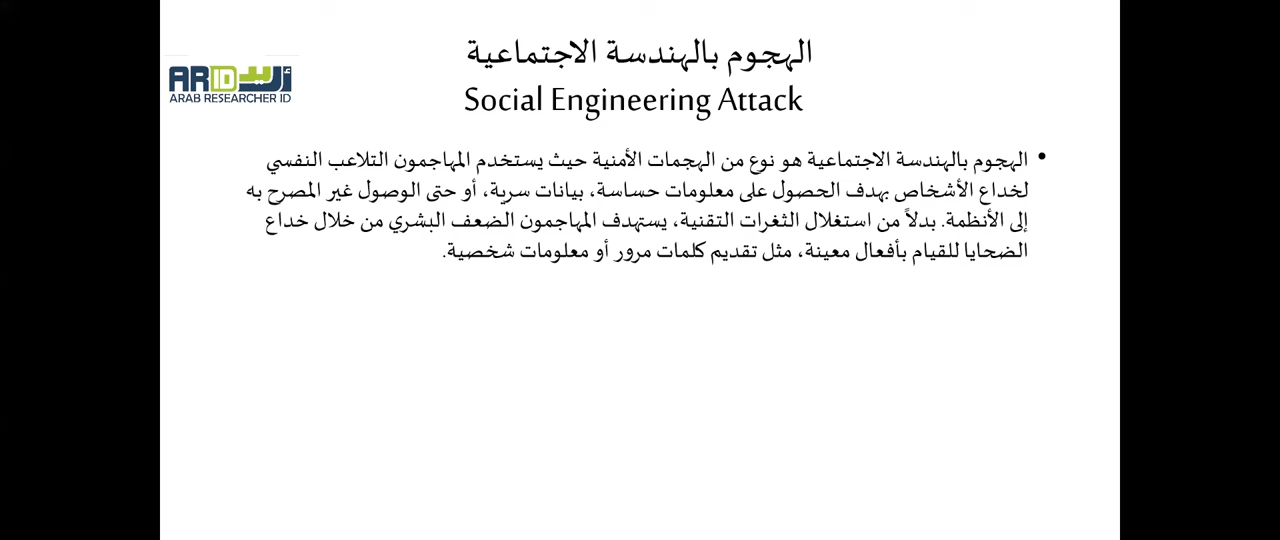 الهجوم بالهندسة الاجتماعية
Social Engineering Attack
ARID أريد
ARAB RESEARCHER ID
• الهجوم بالهندسة الاجتماعية هو نوع من الهجمات الأمنية حيث يستخدم المهاجمون التلاعب النفسي
لخداع الأشخاص بهدف الحصول على معلومات حساسة، بيانات سرية، أو حتى الوصول غير المصرح به
إلى الأنظمة. بدلاً من استغلال الثغرات التقنية، يستهدف المهاجمون الضعف البشري من خلال خداع
الضحايا للقيام بأفعال معينة، مثل تقديم كلمات مرور أو معلومات شخصية.